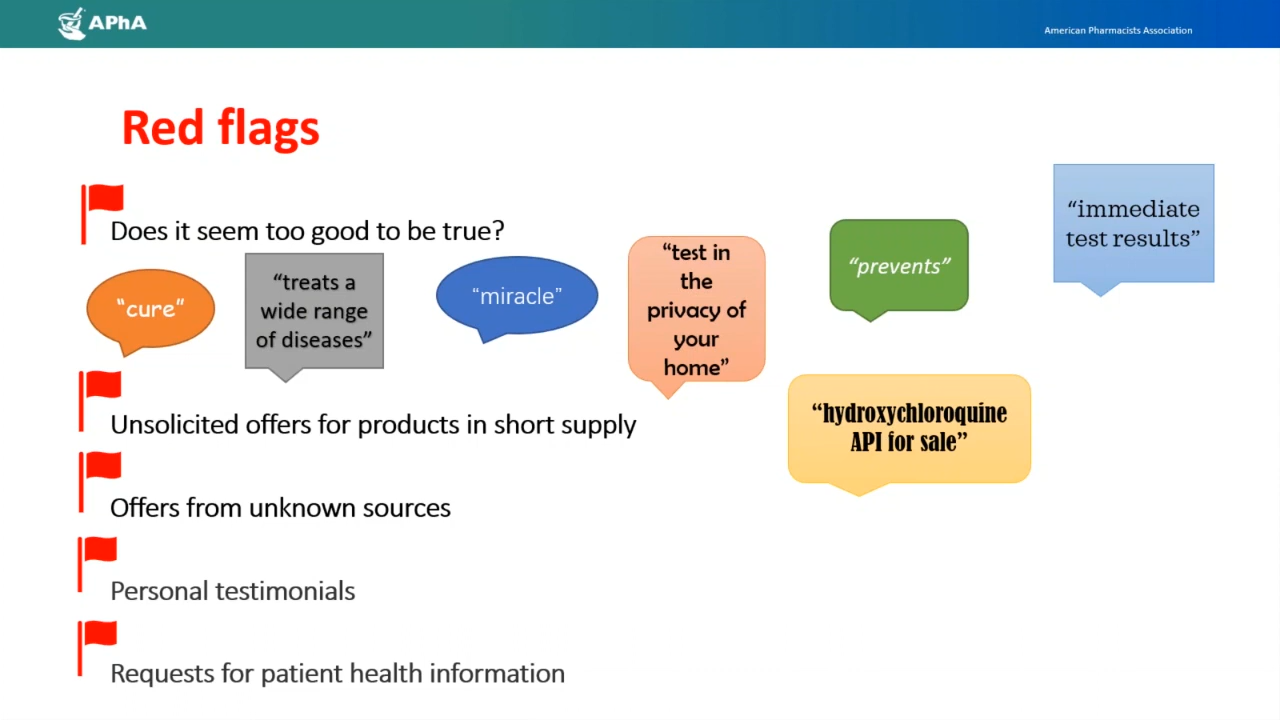 APhA
American Pharmacists Association
Red flags
Does it seem too good to be true?
“cure”
“treats a
wide range
of diseases”
“miracle”
“test in
the
privacy of
your
home”
“prevents”
“immediate
test results”
Unsolicited offers for products in short supply
“hydroxychloroquine
API for sale”
Offers from unknown sources
Personal testimonials
Requests for patient health information